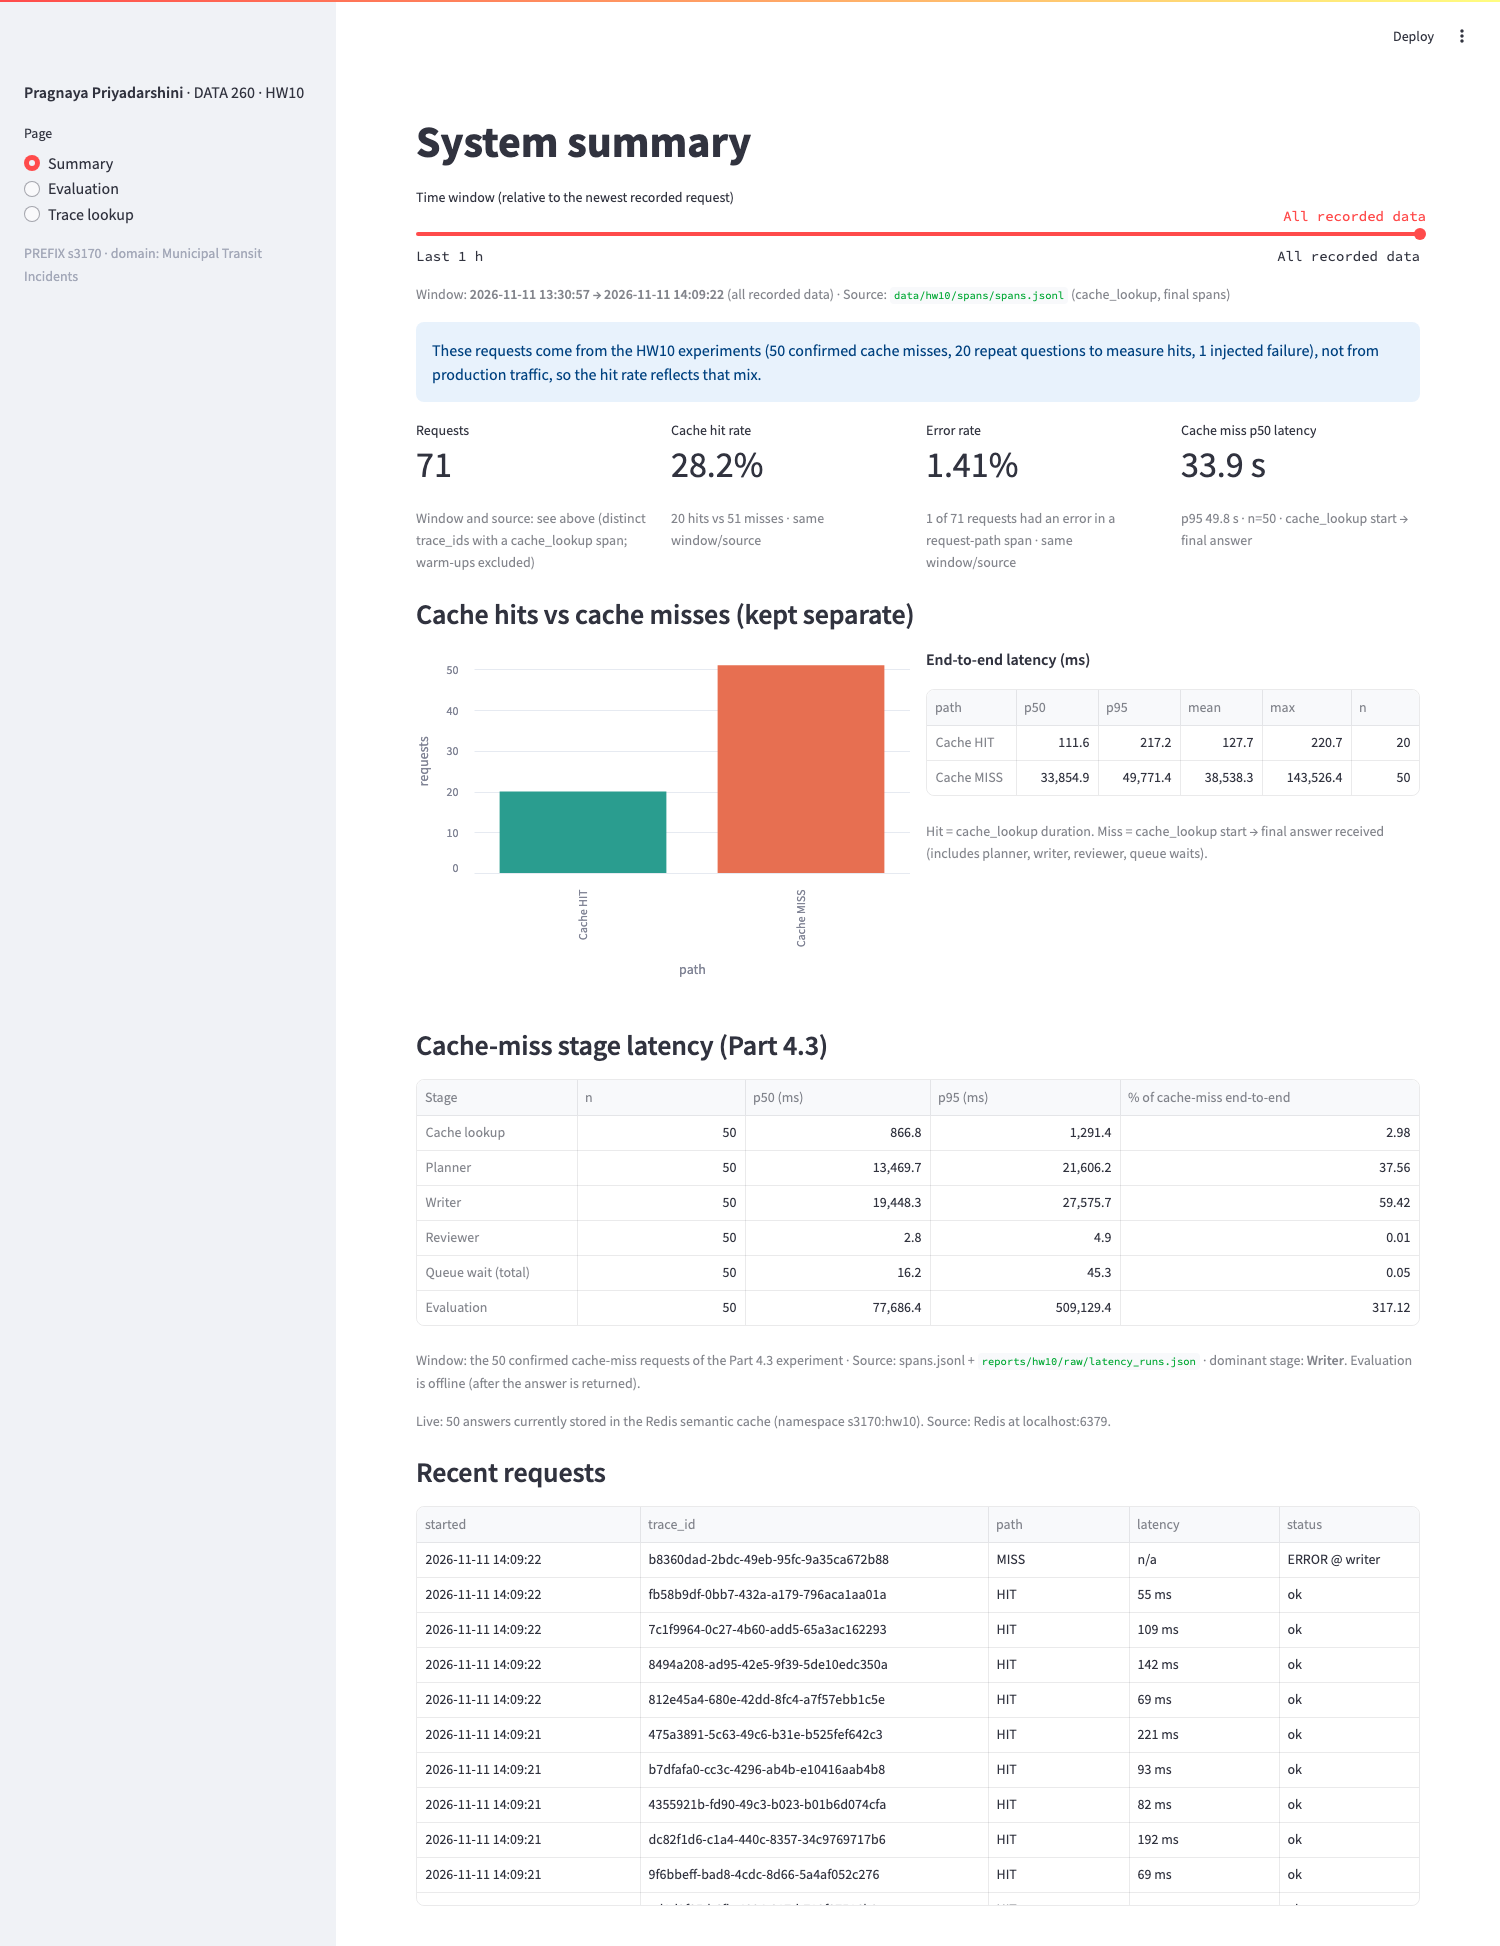 Deploy
Pragnaya Priyadarshini · DATA 260 · HW10
Page
Summary
Evaluation
Trace lookup
PREFIX s3170 · domain: Municipal Transit
Incidents
System summary
Time window (relative to the newest recorded request)
All recorded data
Last 1 h All recorded data
Window: 2026-11-11 13:30:57 → 2026-11-11 14:09:22 (all recorded data) · Source: data/hw10/spans/spans.jsonl (cache_lookup, final spans)
These requests come from the HW10 experiments (50 confirmed cache misses, 20 repeat questions to measure hits, 1 injected failure), not from
production traffic, so the hit rate reflects that mix.
Requests
71
Window and source: see above (distinct
trace_ids with a cache_lookup span;
warm-ups excluded)
Cache hit rate
28.2%
20 hits vs 51 misses · same
window/source
Error rate
1.41%
1 of 71 requests had an error in a
request-path span · same
window/source
Cache miss p50 latency
33.9 s
p95 49.8 s · n=50 · cache_lookup start →
final answer
Cache hits vs cache misses (kept separate)
50
40
30
20
10
0
requests
Cache HIT
Cache MISS
path
End-to-end latency (ms)
path p50 p95 mean max n
Cache HIT 111.6 217.2 127.7 220.7 20
Cache MISS 33,854.9 49,771.4 38,538.3 143,526.4 50
Hit = cache_lookup duration. Miss = cache_lookup start → final answer received
(includes planner, writer, reviewer, queue waits).
Cache-miss stage latency (Part 4.3)
Stage n p50 (ms) p95 (ms) % of cache-miss end-to-end
Cache lookup 50 866.8 1,291.4 2.98
Planner 50 13,469.7 21,606.2 37.56
Writer 50 19,448.3 27,575.7 59.42
Reviewer 50 2.8 4.9 0.01
Queue wait (total) 50 16.2 45.3 0.05
Evaluation 50 77,686.4 509,129.4 317.12
Window: the 50 confirmed cache-miss requests of the Part 4.3 experiment · Source: spans.jsonl + reports/hw10/raw/latency_runs.json · dominant stage: Writer. Evaluation
is offline (after the answer is returned).
Live: 50 answers currently stored in the Redis semantic cache (namespace s3170:hw10). Source: Redis at localhost:6379.
Recent requests
started trace_id path latency status
2026-11-11 14:09:22 b8360dad-2bdc-49eb-95fc-9a35ca672b88 MISS n/a ERROR @ writer
2026-11-11 14:09:22 fb58b9df-0bb7-432a-a179-796aca1aa01a HIT 55 ms ok
2026-11-11 14:09:22 7c1f9964-0c27-4b60-add5-65a3ac162293 HIT 109 ms ok
2026-11-11 14:09:22 8494a208-ad95-42e5-9f39-5de10edc350a HIT 142 ms ok
2026-11-11 14:09:22 812e45a4-680e-42dd-8fc4-a7f57ebb1c5e HIT 69 ms ok
2026-11-11 14:09:21 475a3891-5c63-49c6-b31e-b525fef642c3 HIT 221 ms ok
2026-11-11 14:09:21 b7dfafa0-cc3c-4296-ab4b-e10416aab4b8 HIT 93 ms ok
2026-11-11 14:09:21 4355921b-fd90-49c3-b023-b01b6d074cfa HIT 82 ms ok
2026-11-11 14:09:21 dc82f1d6-c1a4-440c-8357-34c9769717b6 HIT 192 ms ok
2026-11-11 14:09:21 9f6bbeff-bad8-4cdc-8d66-5a4af052c276 HIT 69 ms ok